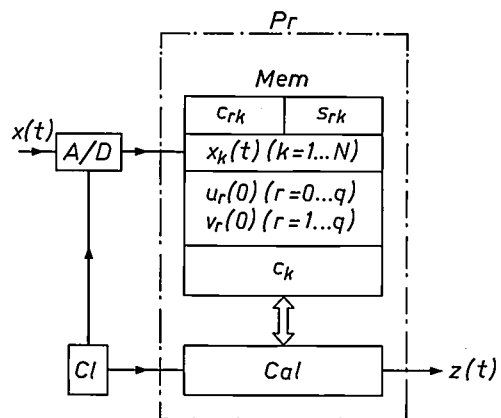 Pr
Mem
c_rk s_rk
x(t) A/D x_k(t) (k=1...N)
u_r(0) (r=0...q)
v_r(0) (r=1...q)
c_k
Cl Cal z(t)